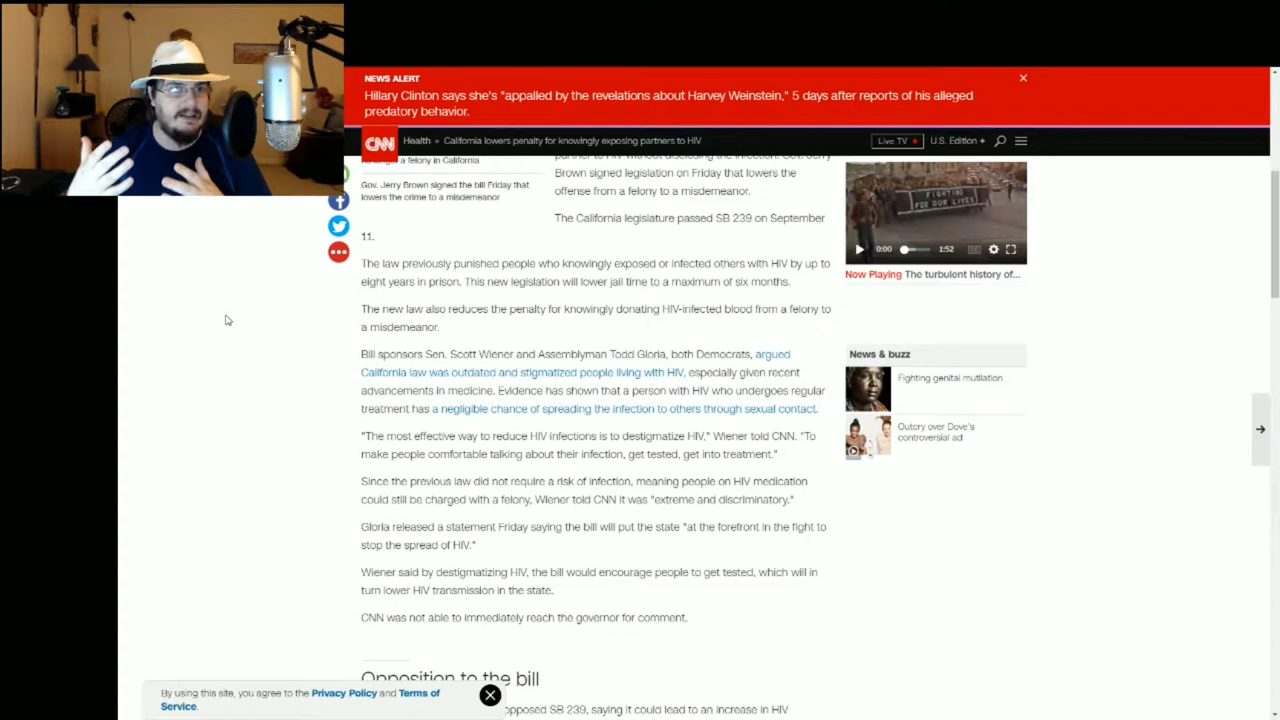 NEWS ALERT
Hillary Clinton says she's "appalled by the revelations about Harvey Weinstein," 5 days after reports of his alleged
predatory behavior.
CNN
Health » California lowers penalty for knowingly exposing partners to HIV
Live TV
U.S. Edition +
a felony in California
Gov. Jerry Brown signed the bill Friday that
lowers the crime to a misdemeanor
partner to HIV without disclosing the infection. Gov. Jerry
Brown signed legislation on Friday that lowers the
offense from a felony to a misdemeanor.
The California legislature passed SB 239 on September
11.
The law previously punished people who knowingly exposed or infected others with HIV by up to
eight years in prison. This new legislation will lower jail time to a maximum of six months.
The new law also reduces the penalty for knowingly donating HIV-infected blood from a felony to
a misdemeanor.
Bill sponsors Sen. Scott Wiener and Assemblyman Todd Gloria, both Democrats, argued
California law was outdated and stigmatized people living with HIV, especially given recent
advancements in medicine. Evidence has shown that a person with HIV who undergoes regular
treatment has a negligible chance of spreading the infection to others through sexual contact.
"The most effective way to reduce HIV infections is to destigmatize HIV," Wiener told CNN. "To
make people comfortable talking about their infection, get tested, get into treatment."
Since the previous law did not require a risk of infection, meaning people on HIV medication
could still be charged with a felony, Wiener told CNN it was "extreme and discriminatory."
Gloria released a statement Friday saying the bill will put the state "at the forefront in the fight to
stop the spread of HIV."
Wiener said by destigmatizing HIV, the bill would encourage people to get tested, which will in
turn lower HIV transmission in the state.
CNN was not able to immediately reach the governor for comment.
Opposition to the bill
opposed SB 239, saying it could lead to an increase in HIV
FIGHTING
FOR OUR LIVES
0:00
1:52
Now Playing The turbulent history of...
News & buzz
Fighting genital mutilation
Outcry over Dove's
controversial ad
By using this site, you agree to the Privacy Policy and Terms of
Service.